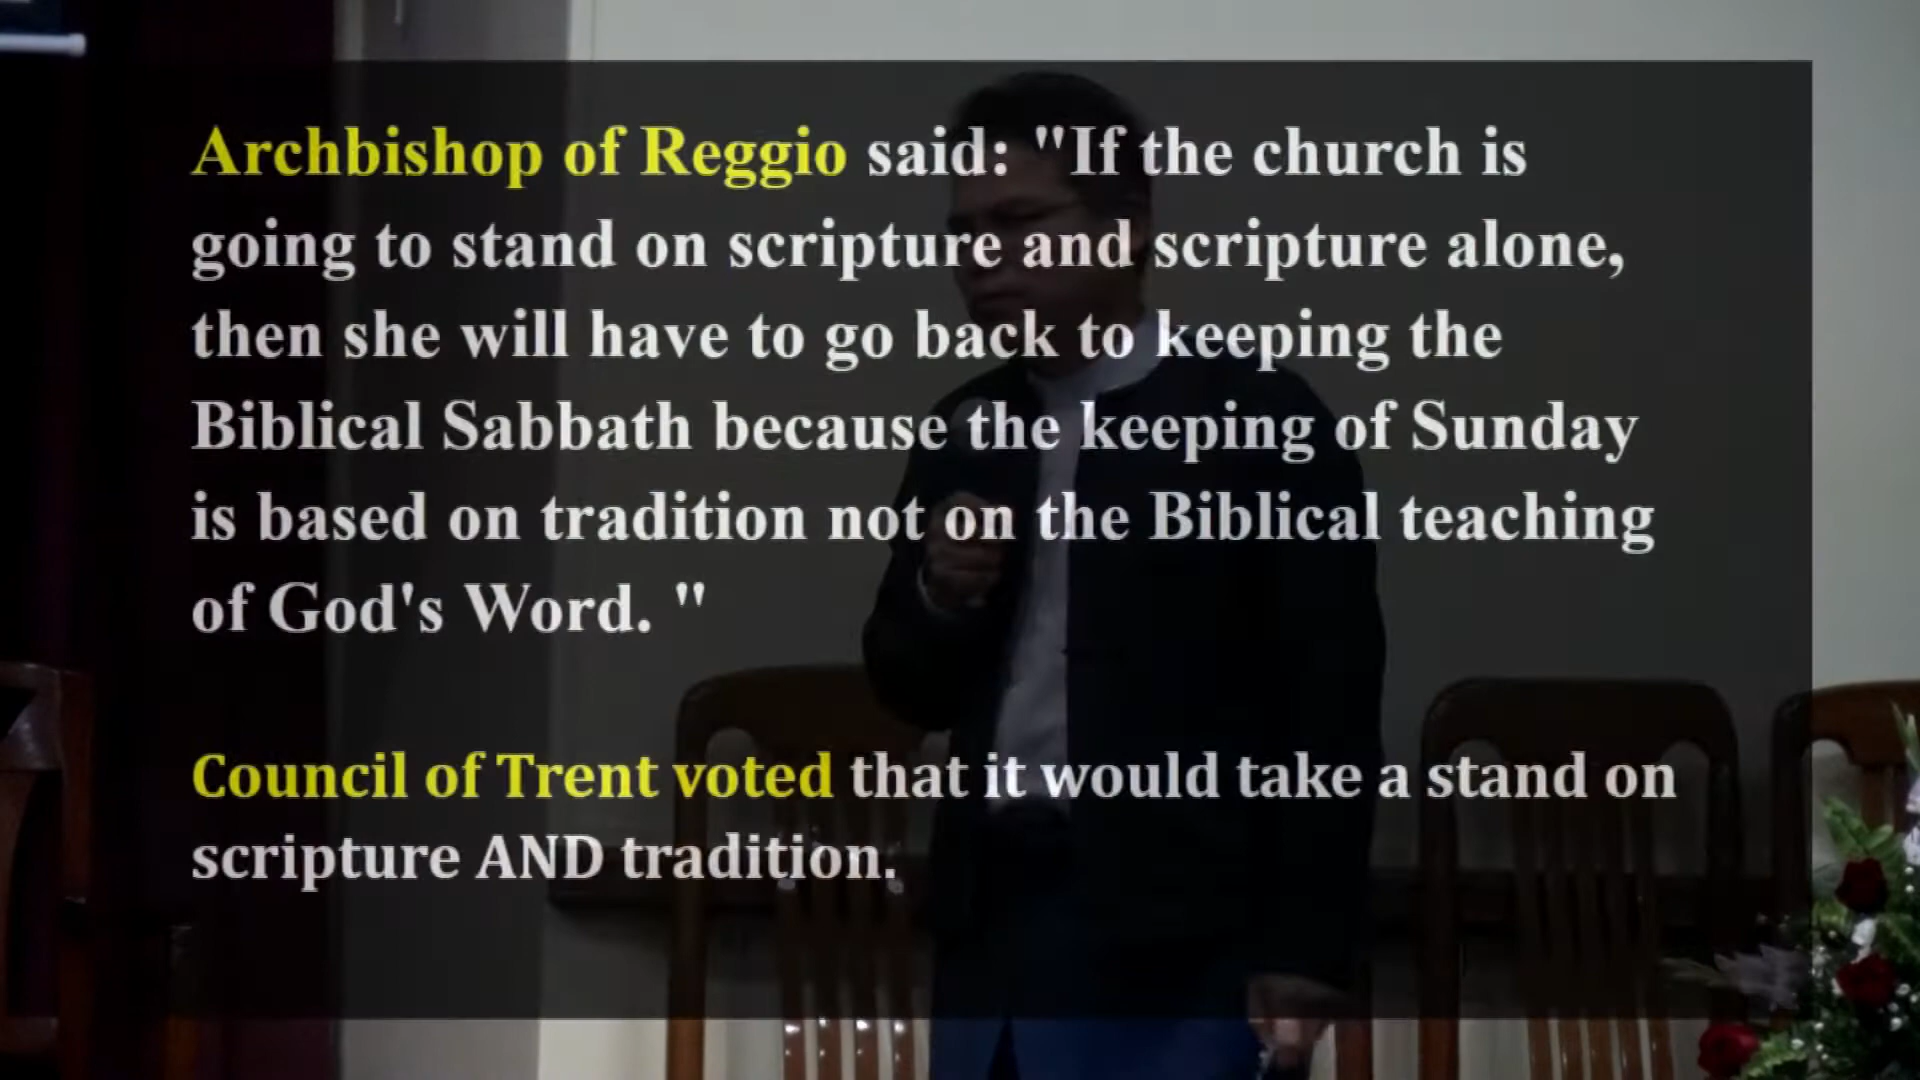 Archbishop of Reggio said: "If the church is
going to stand on scripture and scripture alone,
then she will have to go back to keeping the
Biblical Sabbath because the keeping of Sunday
is based on tradition not on the Biblical teaching
of God's Word. "
Council of Trent voted that it would take a stand on
scripture AND tradition.